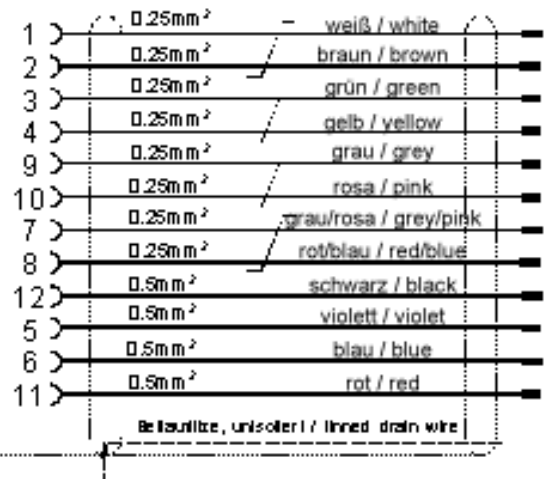 1 0.25mm² weiß / white
2 0.25mm² braun / brown
3 0.25mm² grün / green
4 0.25mm² gelb / yellow
9 0.25mm² grau / grey
10 0.25mm² rosa / pink
7 0.25mm² grau/rosa / grey/pink
8 0.25mm² rot/blau / red/blue
12 0.5mm² schwarz / black
5 0.5mm² violett / violet
6 0.5mm² blau / blue
11 0.5mm² rot / red
Beilauflitze, unisoliert / tinned drain wire